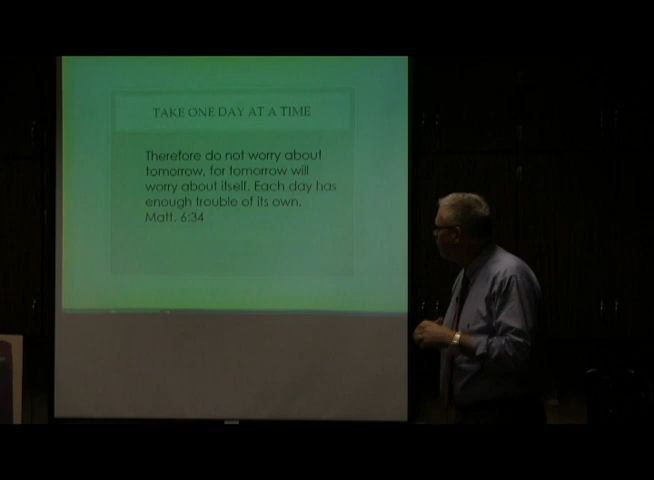 TAKE ONE DAY AT A TIME
Therefore do not worry about
tomorrow, for tomorrow will
worry about itself. Each day has
enough trouble of its own.
Matt. 6:34